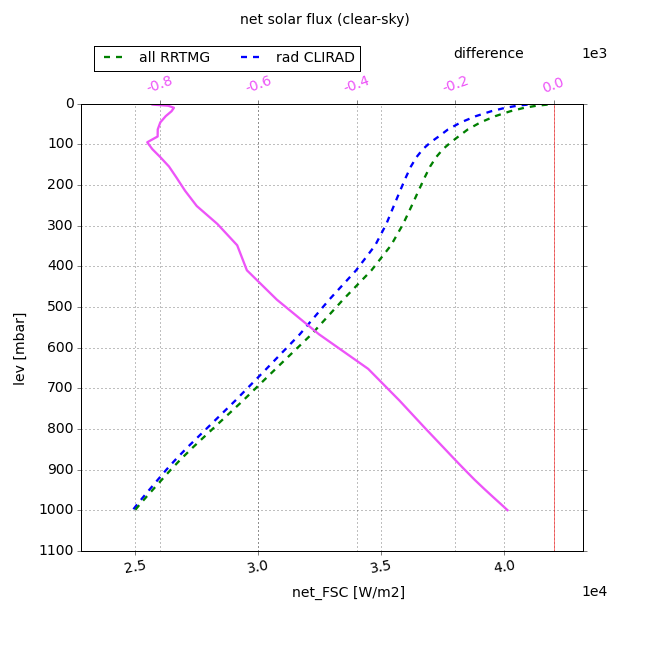 net solar flux (clear-sky)
all RRTMG rad CLIRAD difference 1e3
-0.8 -0.6 -0.4 -0.2 0.0
0
100
200
300
400
500
600
700
800
900
1000
1100
lev [mbar]
2.5 3.0 3.5 4.0
net_FSC [W/m2] 1e4